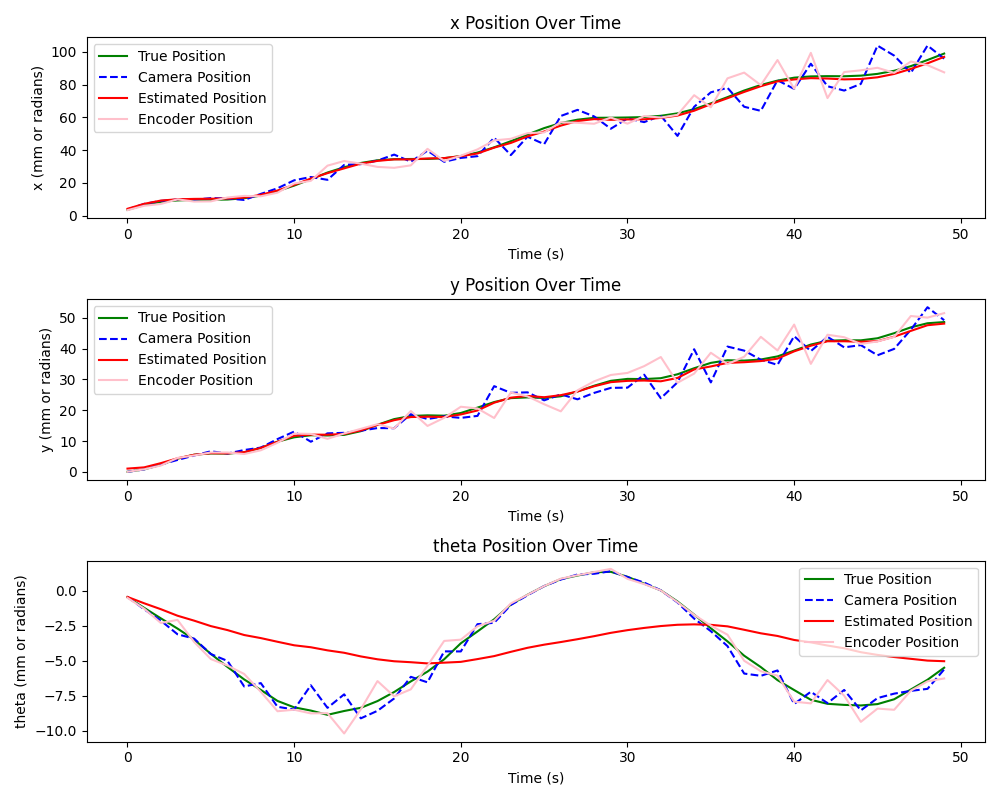 x Position Over Time
x (mm or radians)
100
80
60
40
20
0
True Position
Camera Position
Estimated Position
Encoder Position
0 10 20 30 40 50
Time (s)
y Position Over Time
y (mm or radians)
50
40
30
20
10
0
True Position
Camera Position
Estimated Position
Encoder Position
0 10 20 30 40 50
Time (s)
theta Position Over Time
theta (mm or radians)
0.0
−2.5
−5.0
−7.5
−10.0
True Position
Camera Position
Estimated Position
Encoder Position
0 10 20 30 40 50
Time (s)